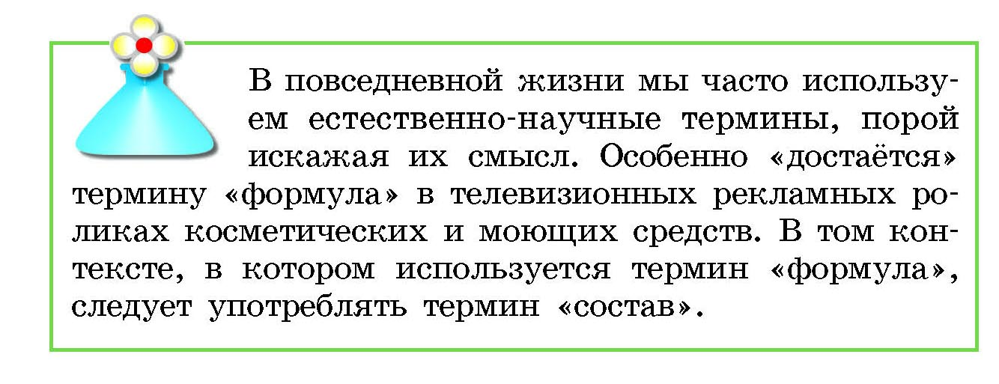 В повседневной жизни мы часто использу-
ем естественно-научные термины, порой
искажая их смысл. Особенно «достаётся»
термину «формула» в телевизионных рекламных ро-
ликах косметических и моющих средств. В том кон-
тексте, в котором используется термин «формула»,
следует употреблять термин «состав».